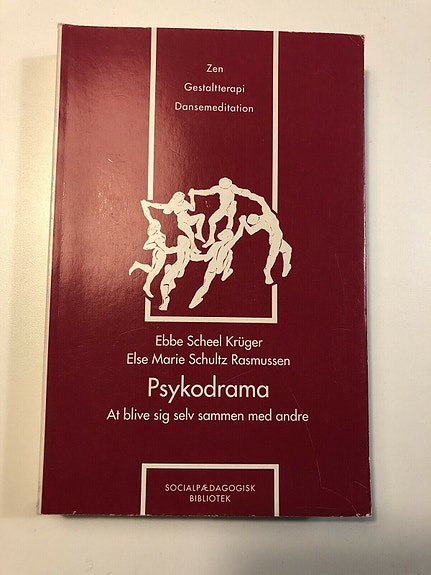 Zen
Gestaltterapi
Dansemeditation
Ebbe Scheel Krüger
Else Marie Schultz Rasmussen
Psykodrama
At blive sig selv sammen med andre
SOCIALPÆDAGOGISK
BIBLIOTEK